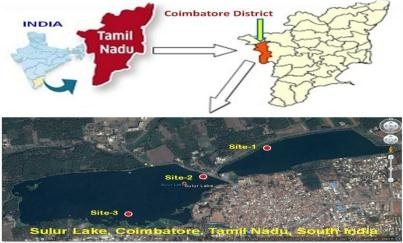 Coimbatore District
INDIA
Tamil
Nadu
Site-1
Site-2
Sulur Lake
Site-3
Sulur Lake, Coimbatore, Tamil Nadu, South India